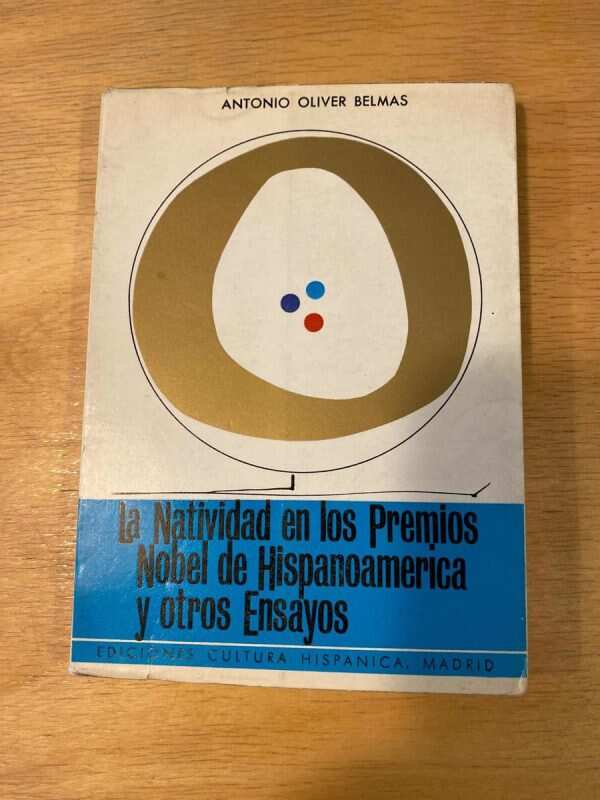 ANTONIO OLIVER BELMAS
La Natividad en los Premios
Nobel de Hispanoamerica
y otros Ensayos
EDICIONES CULTURA HISPANICA. MADRID